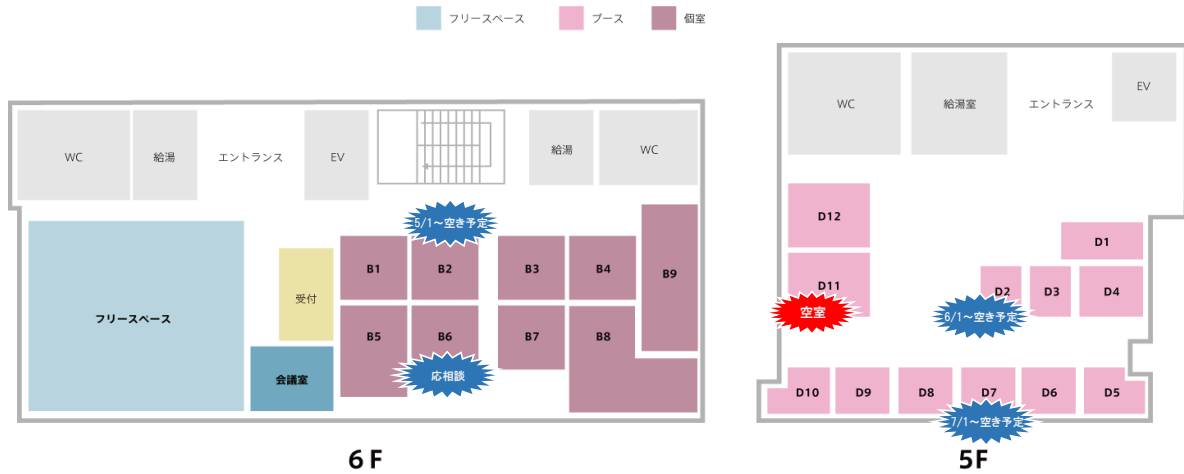 フリースペース
ブース
個室
WC
給湯
エントランス
EV
給湯
WC
5/1～空き予定
B1
B2
B3
B4
B9
受付
フリースペース
B5
B6
B7
B8
会議室
応相談
6F
WC
給湯室
エントランス
EV
D12
D1
D11
D2
D3
D4
空室
6/1～空き予定
D10
D9
D8
D7
D6
D5
7/1～空き予定
5F